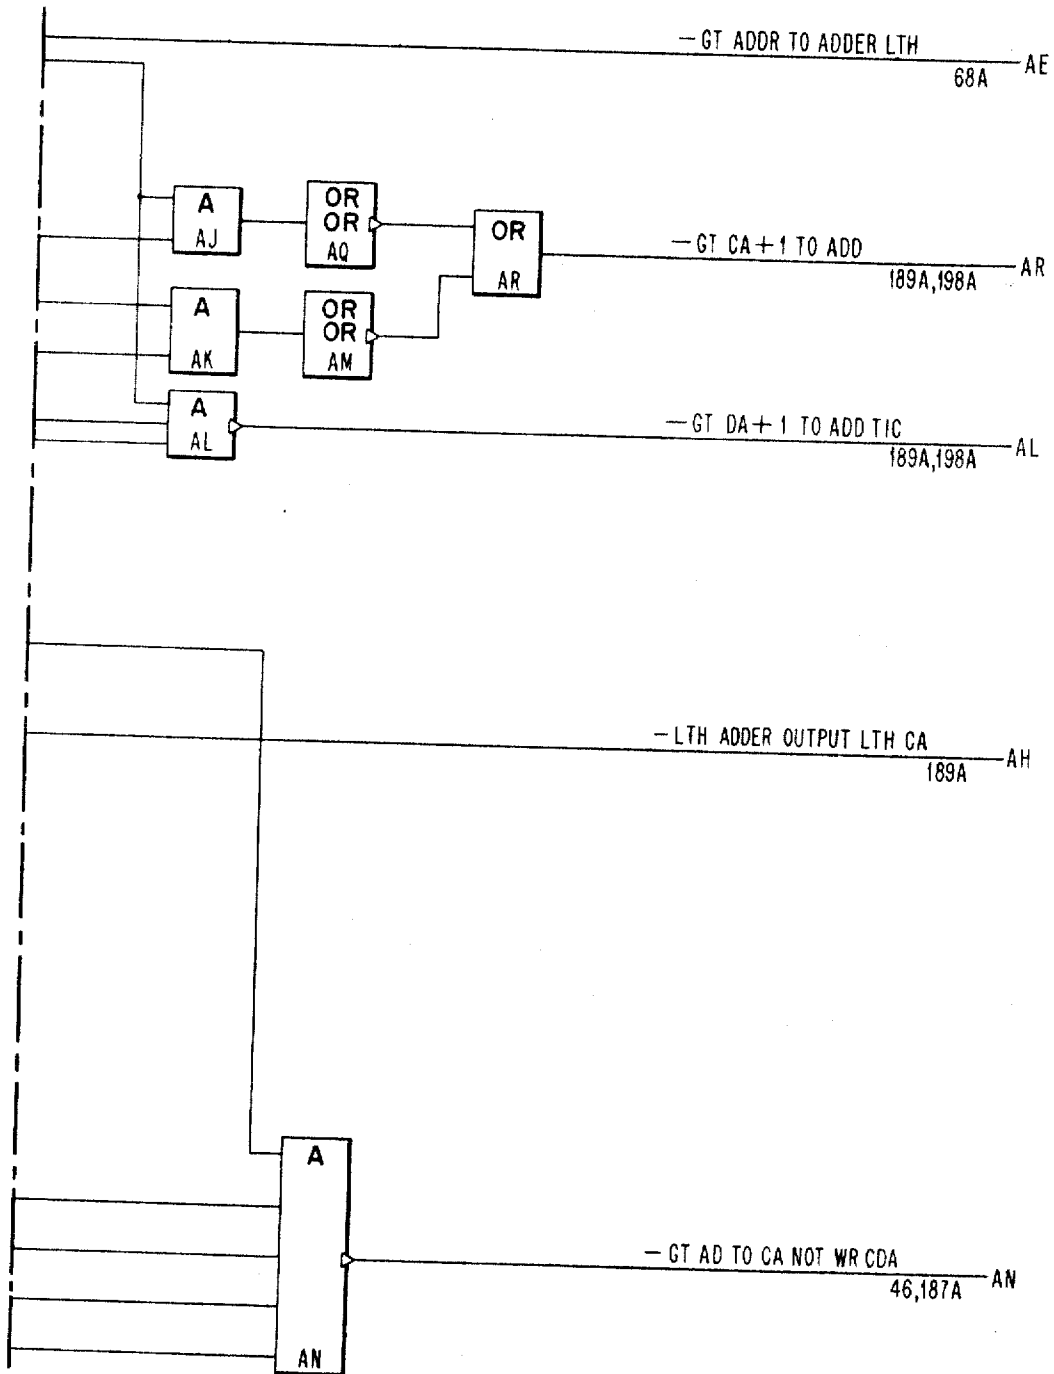 — GT ADDR TO ADDER LTH
AE
68A
A
AJ
OR
OR
AQ
OR
AR
— GT CA + 1 TO ADD
AR
189A,198A
A
AK
OR
OR
AM
A
AL
— GT DA + 1 TO ADD TIC
AL
189A,198A
— LTH ADDER OUTPUT LTH CA
AH
189A
A
AN
— GT AD TO CA NOT WR CDA
AN
46,187A